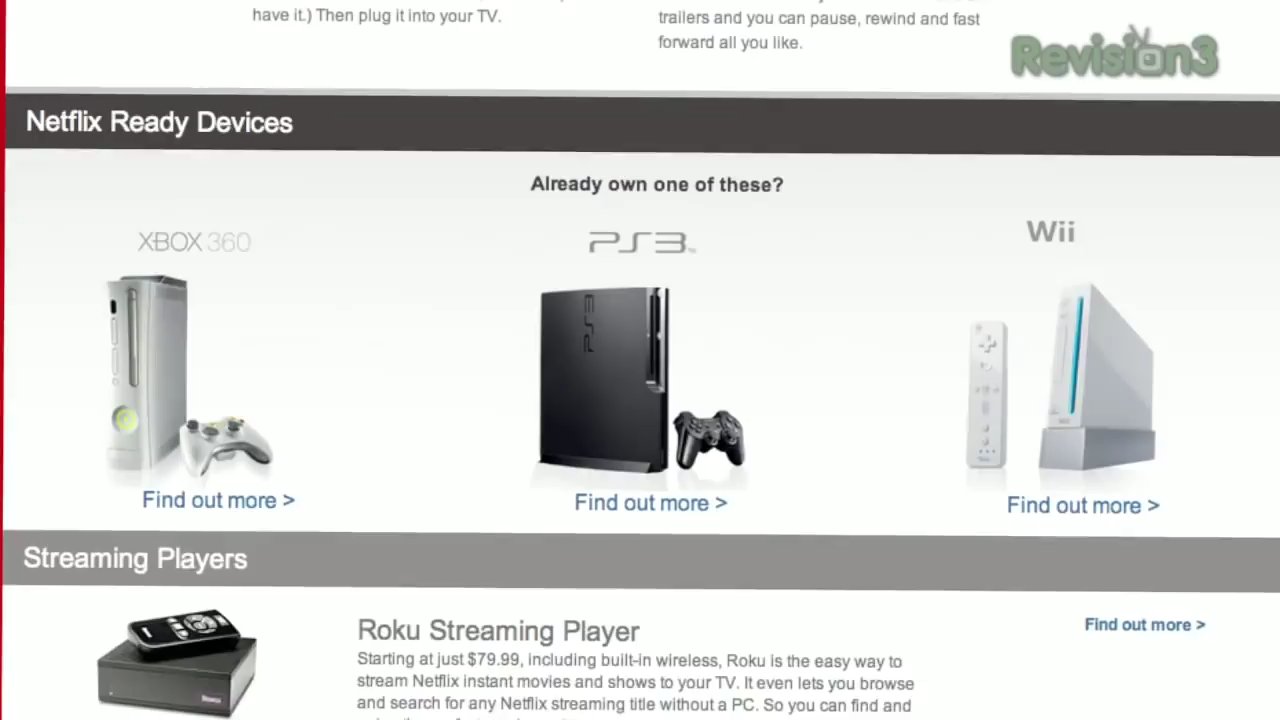 have it.) Then plug it into your TV.
trailers and you can pause, rewind and fast
forward all you like.
Revision3
Netflix Ready Devices
Already own one of these?
XBOX 360
PS3
Wii
PS3
Find out more >
Find out more >
Find out more >
Streaming Players
Roku Streaming Player
Find out more >
Starting at just $79.99, including built-in wireless, Roku is the easy way to
stream Netflix instant movies and shows to your TV. It even lets you browse
and search for any Netflix streaming title without a PC. So you can find and